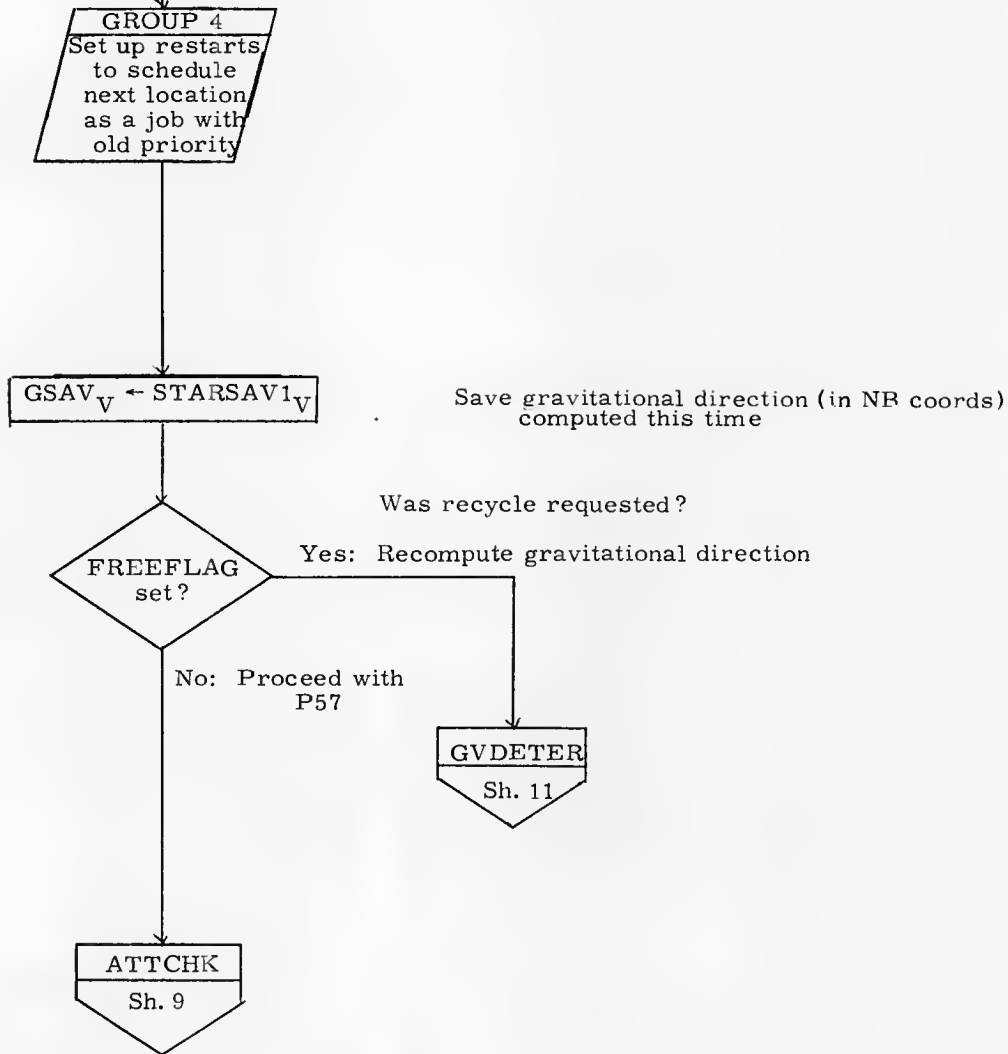 GROUP 4
Set up restarts
to schedule
next location
as a job with
old priority
GSAV_V ← STARSAV1_V
Save gravitational direction (in NB coords)
computed this time
Was recycle requested?
FREEFLAG
set?
Yes: Recompute gravitational direction
No: Proceed with
P57
GVDETER
Sh. 11
ATTCHK
Sh. 9